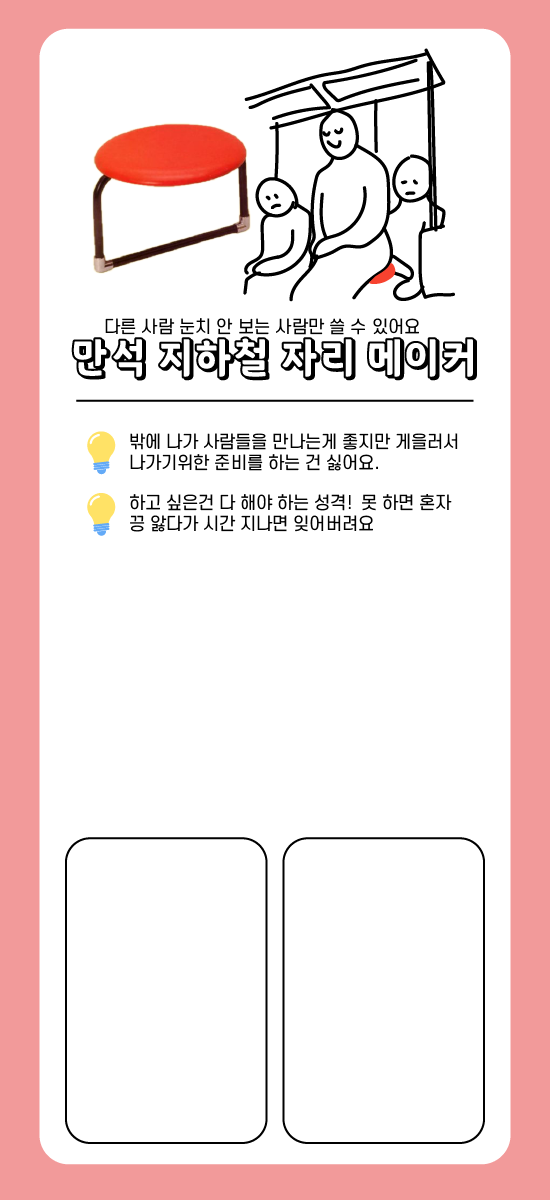 다른 사람 눈치 안 보는 사람만 쓸 수 있어요
만석 지하철 자리 메이커
밖에 나가 사람들을 만나는게 좋지만 게을러서
나가기위한 준비를 하는 건 싫어요.
하고 싶은건 다 해야 하는 성격! 못 하면 혼자
끙 앓다가 시간 지나면 잊어버려요